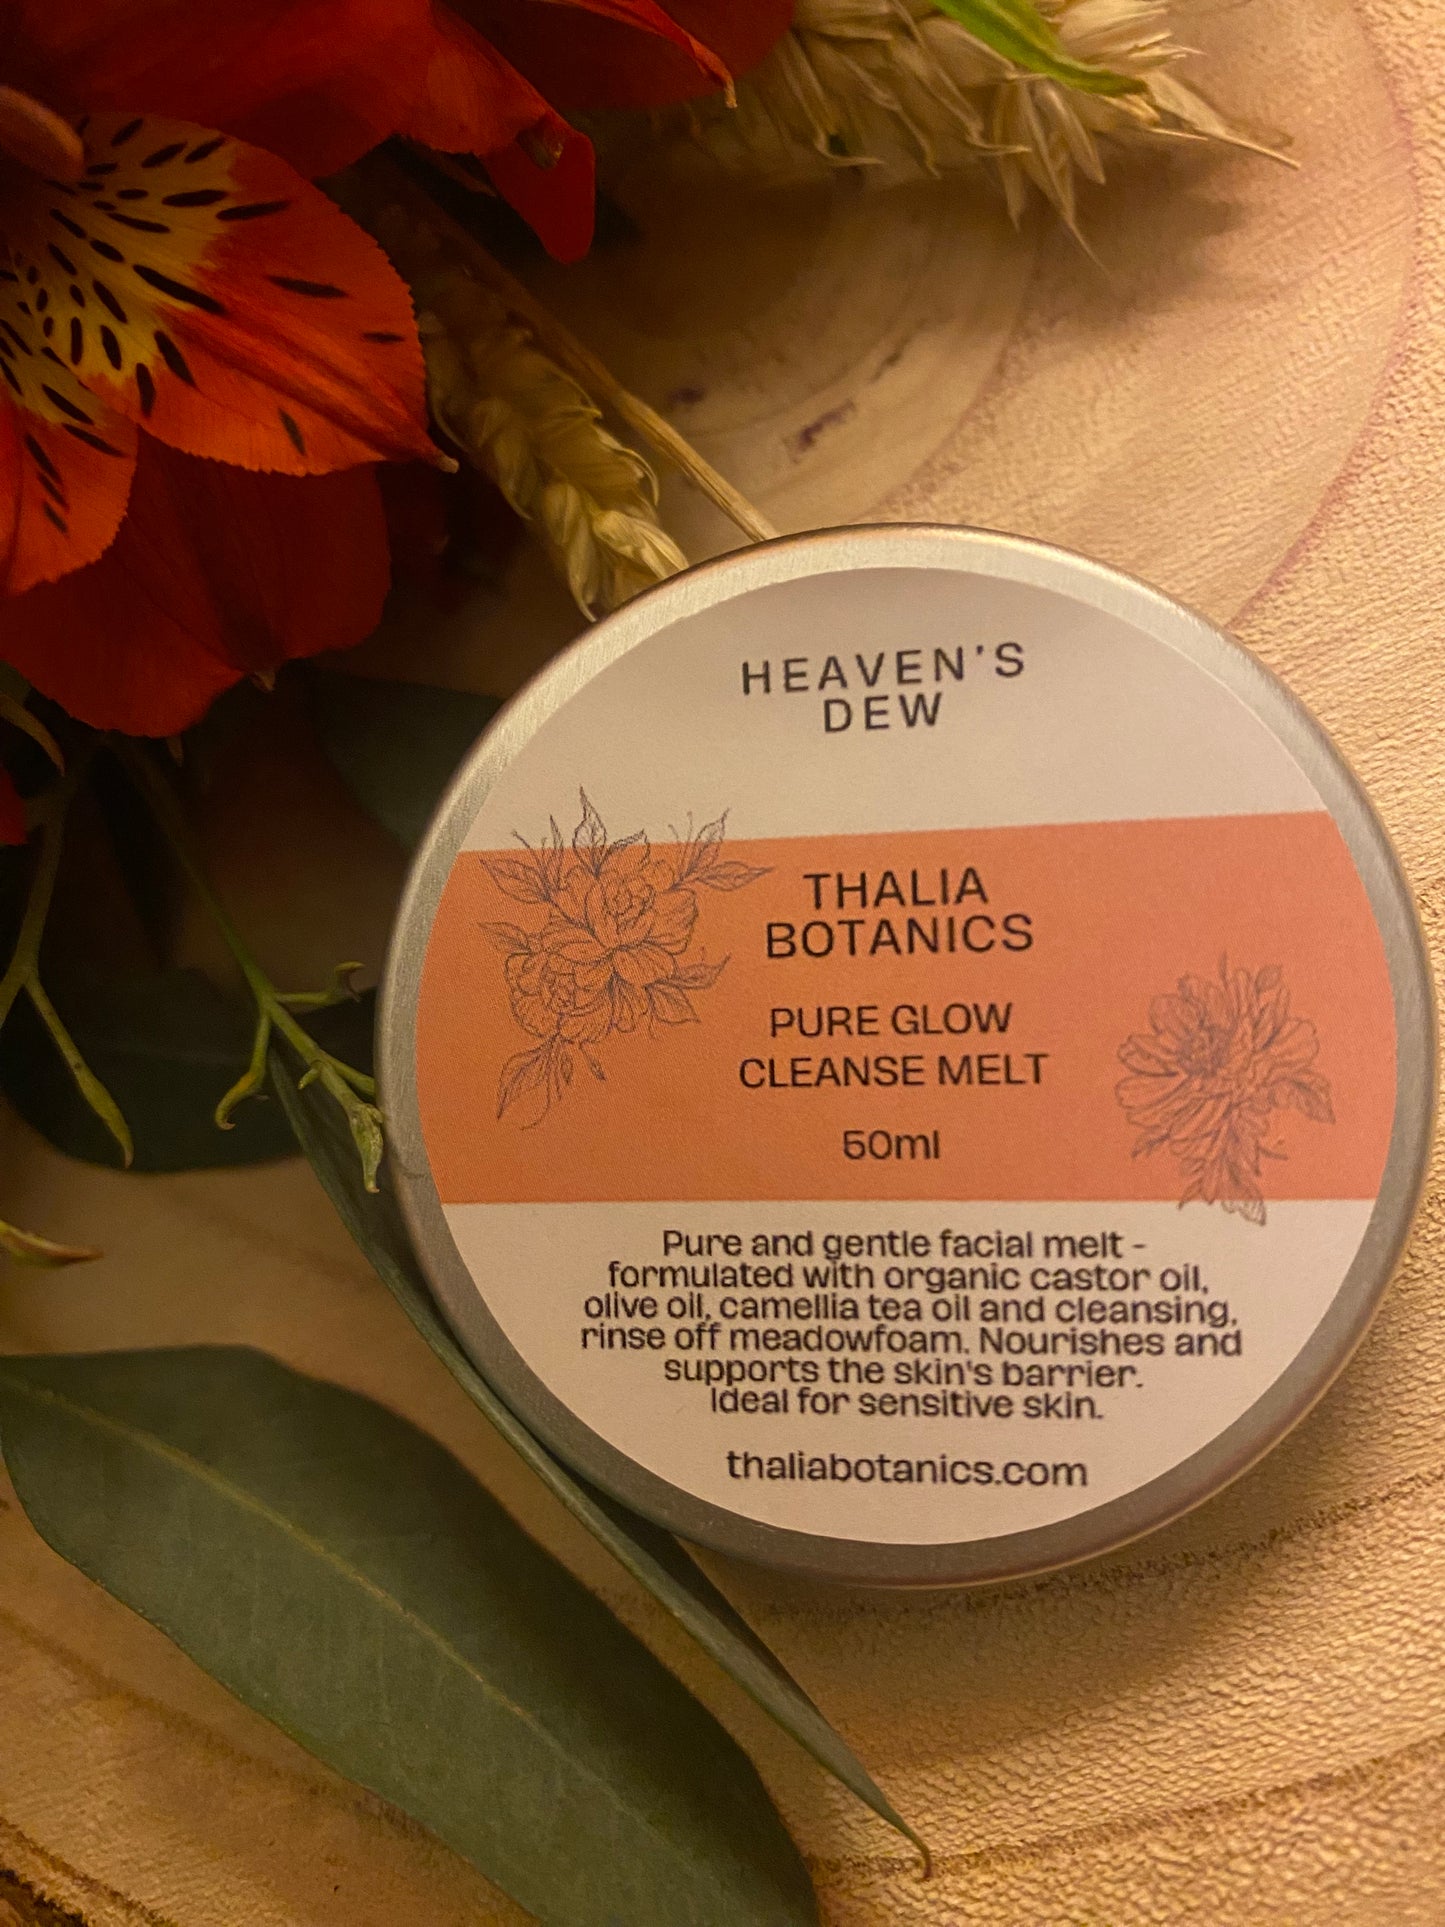 HEAVEN'S
DEW
THALIA
BOTANICS
PURE GLOW
CLEANSE MELT
50ml
Pure and gentle facial melt -
formulated with organic castor oil,
olive oil, camellia tea oil and cleansing,
rinse off meadowfoam. Nourishes and
supports the skin's barrier.
Ideal for sensitive skin.
thaliabotanics.com